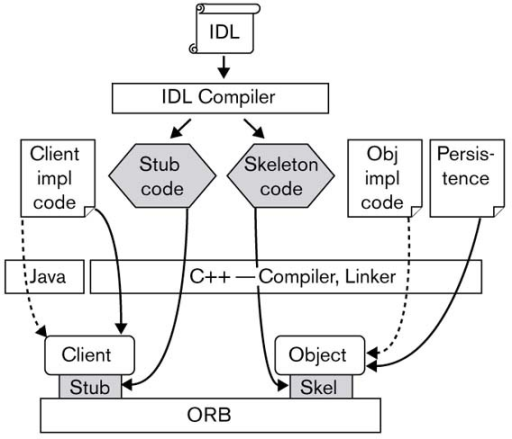 IDL
IDL Compiler
Client
impl
code
Stub
code
Skeleton
code
Obj
impl
code
Persis-
tence
Java
C++ — Compiler, Linker
Client
Object
Stub
Skel
ORB